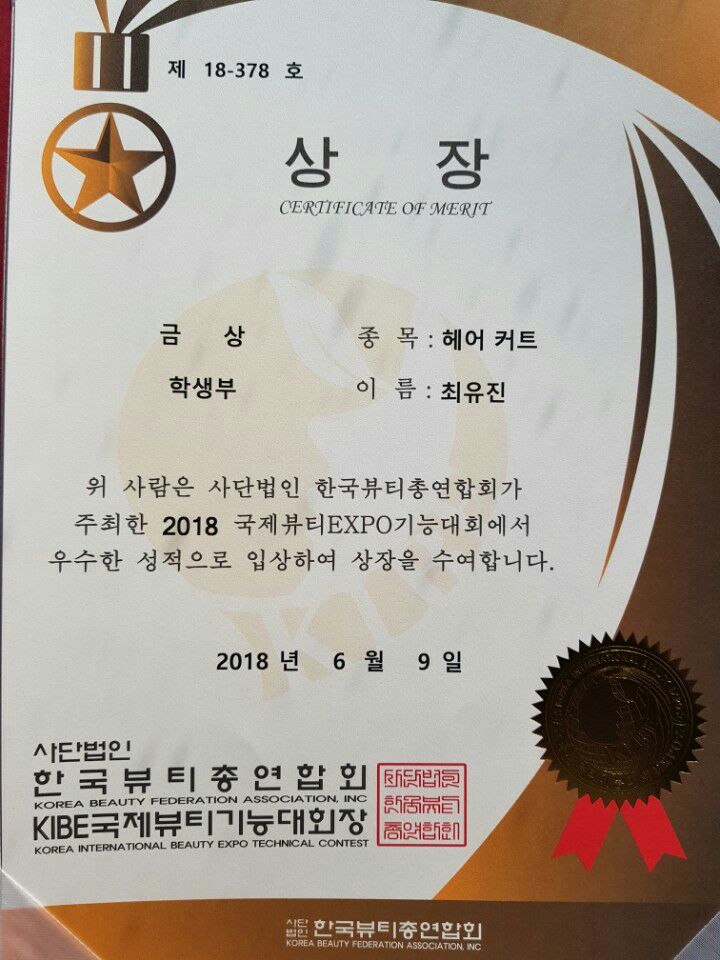 제 18-378 호
상 장
CERTIFICATE OF MERIT
금 상 종 목 : 헤어 커트
학생부 이 름 : 최유진
위 사람은 사단법인 한국뷰티총연합회가
주최한 2018 국제뷰티EXPO기능대회에서
우수한 성적으로 입상하여 상장을 수여합니다.
2018 년 6 월 9 일
사단법인
한국뷰티총연합회
KOREA BEAUTY FEDERATION ASSOCIATION, INC
KIBE국제뷰티기능대회장
KOREA INTERNATIONAL BEAUTY EXPO TECHNICAL CONTEST
사단법인 한국뷰티총연합회
KOREA BEAUTY FEDERATION ASSOCIATION, INC